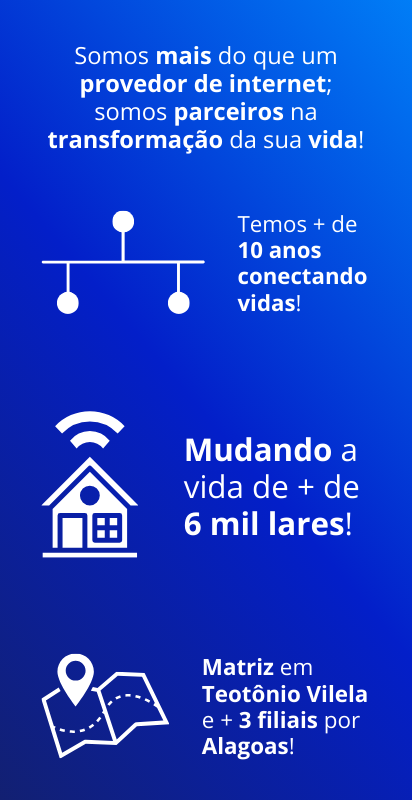 Somos mais do que um
provedor de internet;
somos parceiros na
transformação da sua vida!
Temos + de
10 anos
conectando
vidas!
Mudando a
vida de + de
6 mil lares!
Matriz em
Teotônio Vilela
e + 3 filiais por
Alagoas!